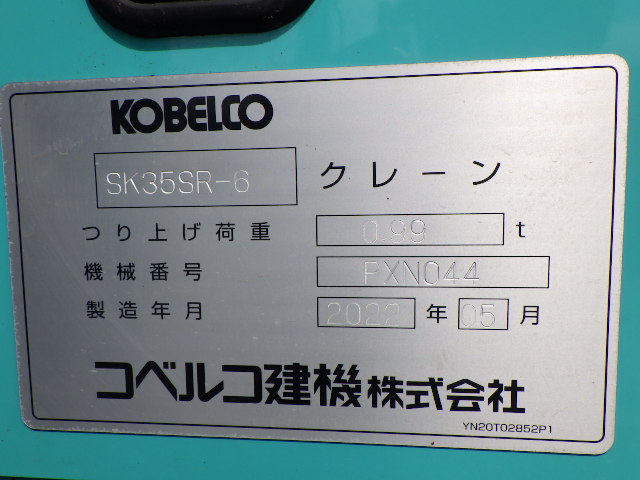 KOBELCO
SK35SR-6 クレーン
つり上げ荷重 0.99 t
機械番号 PXN044
製造年月 2022 年 05 月
コベルコ建機株式会社
YN20T02852P1